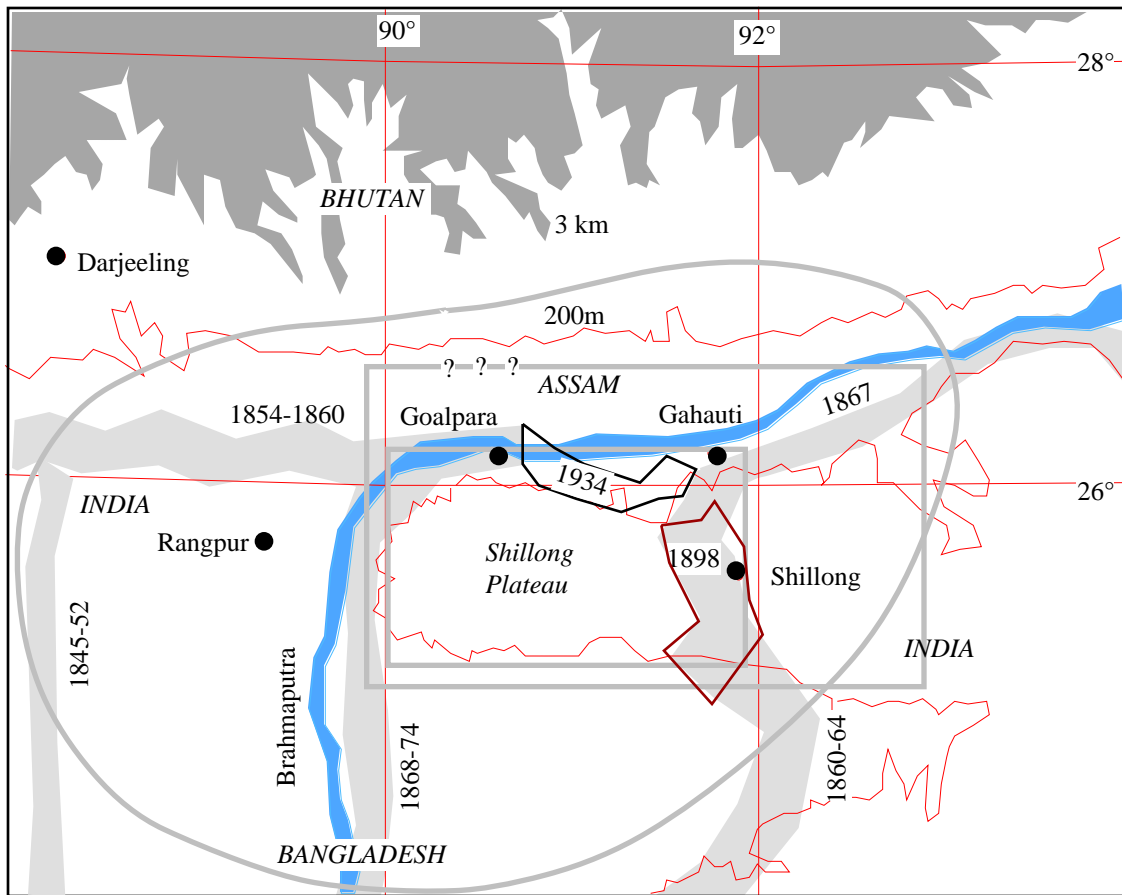 90°
92°
28°
BHUTAN
3 km
Darjeeling
200m
? ? ?
ASSAM
1854-1860
Goalpara
Gahauti
1867
1934
26°
INDIA
Rangpur
Shillong
Plateau
1898
Shillong
1845-52
INDIA
Brahmaputra
1868-74
1860-64
BANGLADESH